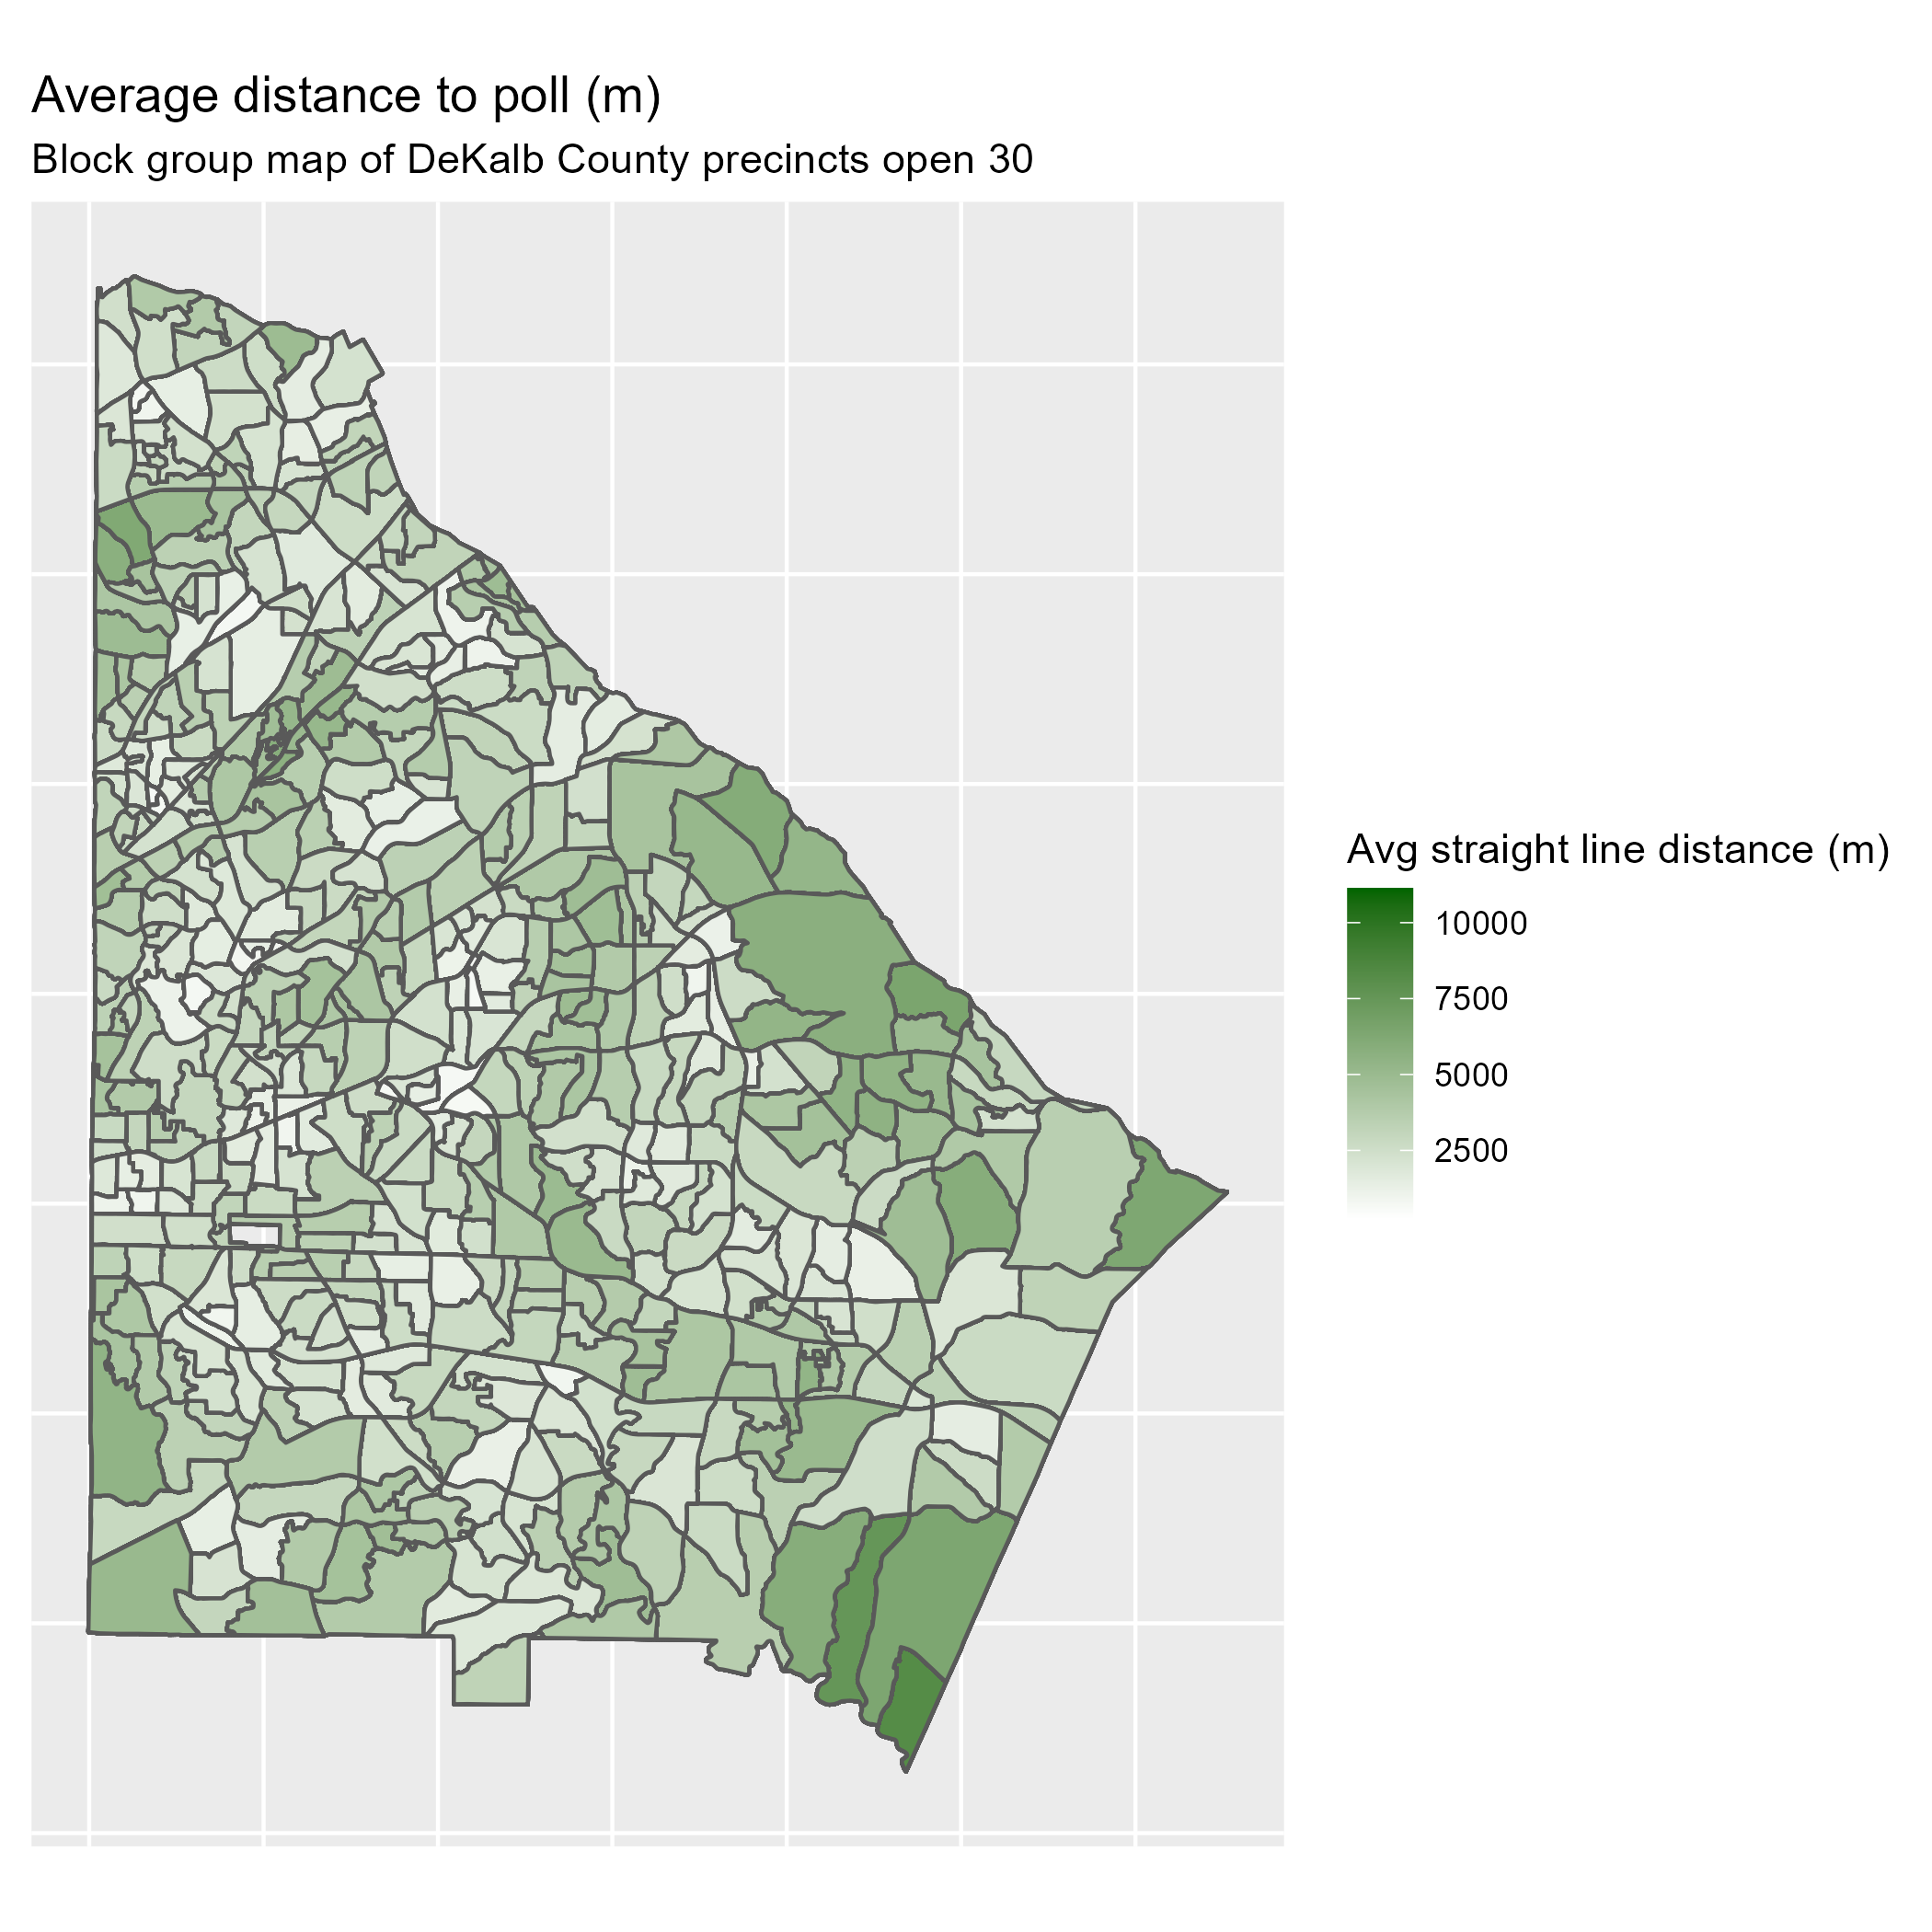 Average distance to poll (m)
Block group map of DeKalb County precincts open 30
Avg straight line distance (m)
10000
7500
5000
2500